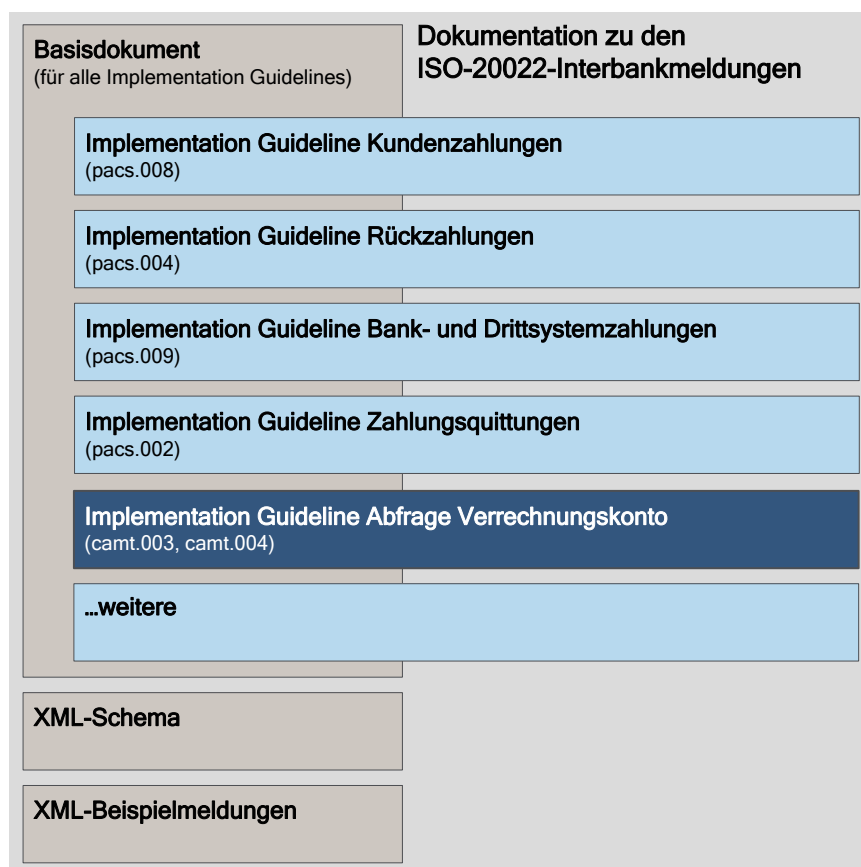 Basisdokument
(für alle Implementation Guidelines)
Dokumentation zu den
ISO-20022-Interbankmeldungen
Implementation Guideline Kundenzahlungen
(pacs.008)
Implementation Guideline Rückzahlungen
(pacs.004)
Implementation Guideline Bank- und Drittsystemzahlungen
(pacs.009)
Implementation Guideline Zahlungsquittungen
(pacs.002)
Implementation Guideline Abfrage Verrechnungskonto
(camt.003, camt.004)
…weitere
XML-Schema
XML-Beispielmeldungen